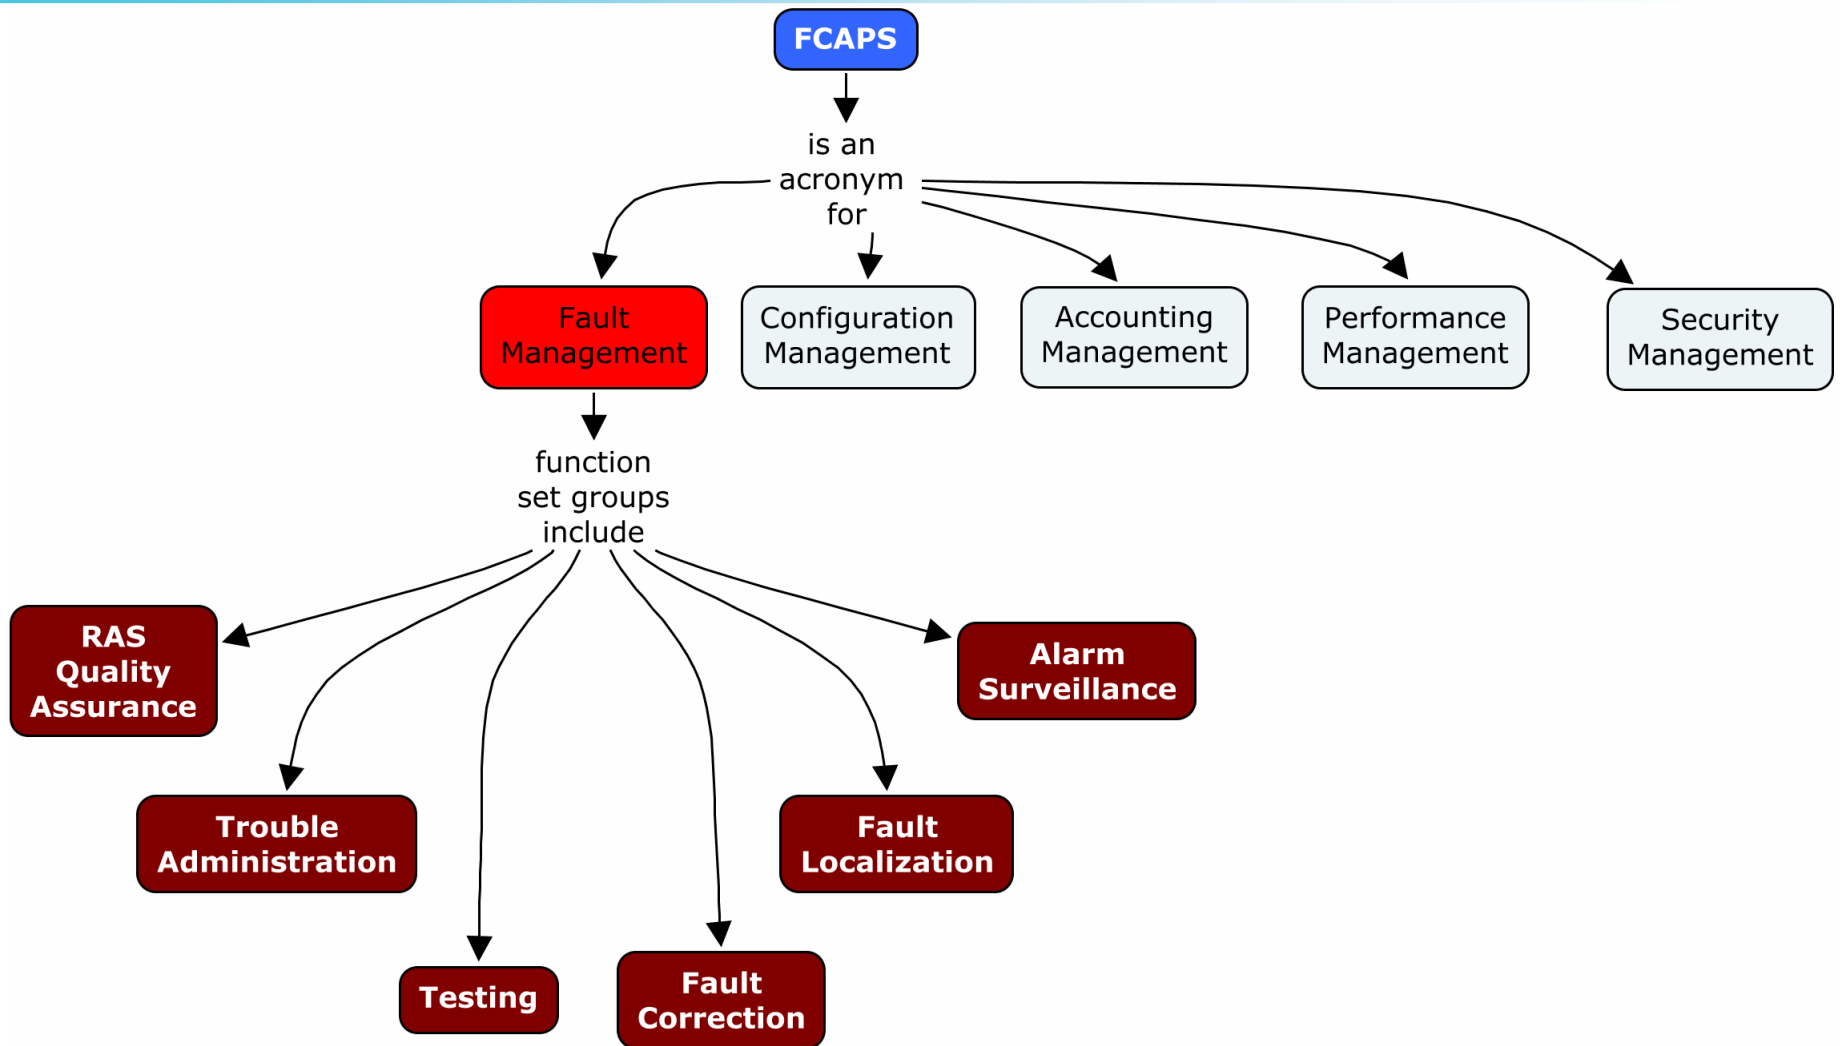 FCAPS
is an
acronym
for
Fault
Management
Configuration
Management
Accounting
Management
Performance
Management
Security
Management
function
set groups
include
RAS
Quality
Assurance
Alarm
Surveillance
Trouble
Administration
Fault
Localization
Testing
Fault
Correction